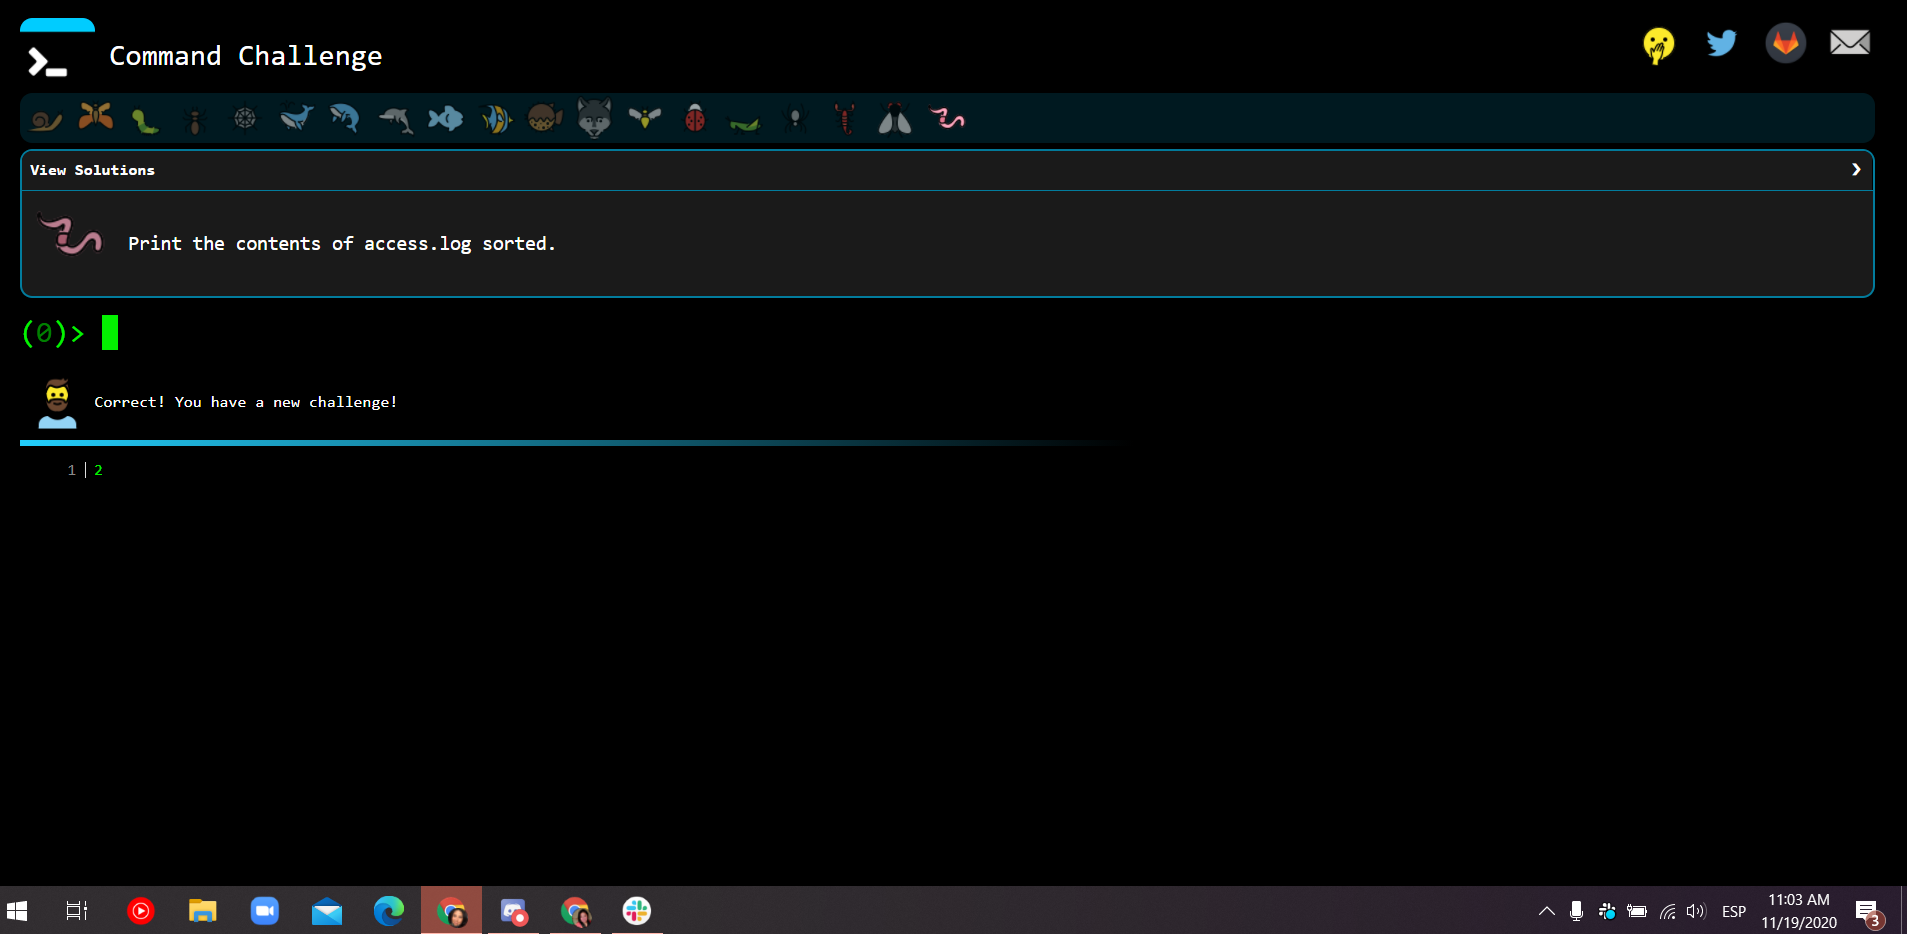 Command Challenge
View Solutions
Print the contents of access.log sorted.
(0)>
Correct! You have a new challenge!
1 2
ESP
11:03 AM
11/19/2020
3